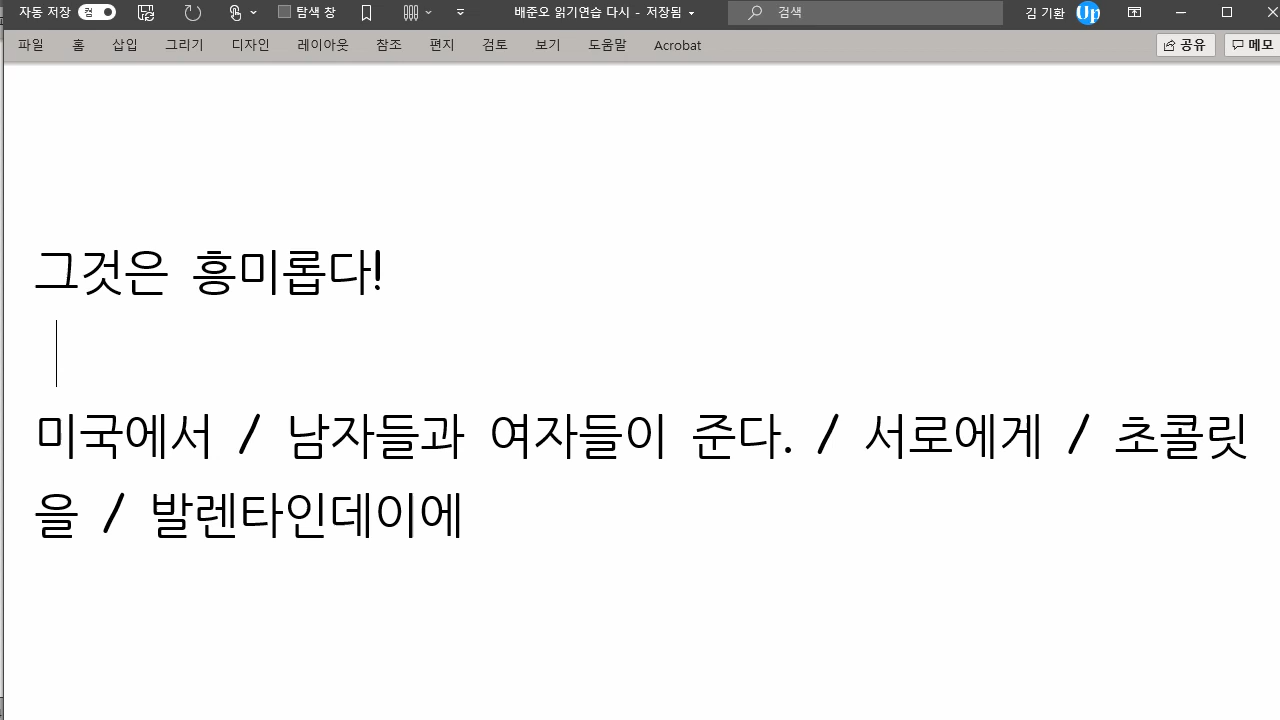 자동 저장 켬 탐색 창 배준오 읽기연습 다시 - 저장됨 검색 김 기환 Up
파일 홈 삽입 그리기 디자인 레이아웃 참조 편지 검토 보기 도움말 Acrobat 공유 메모
그것은 흥미롭다!
미국에서 / 남자들과 여자들이 준다. / 서로에게 / 초콜릿
을 / 발렌타인데이에